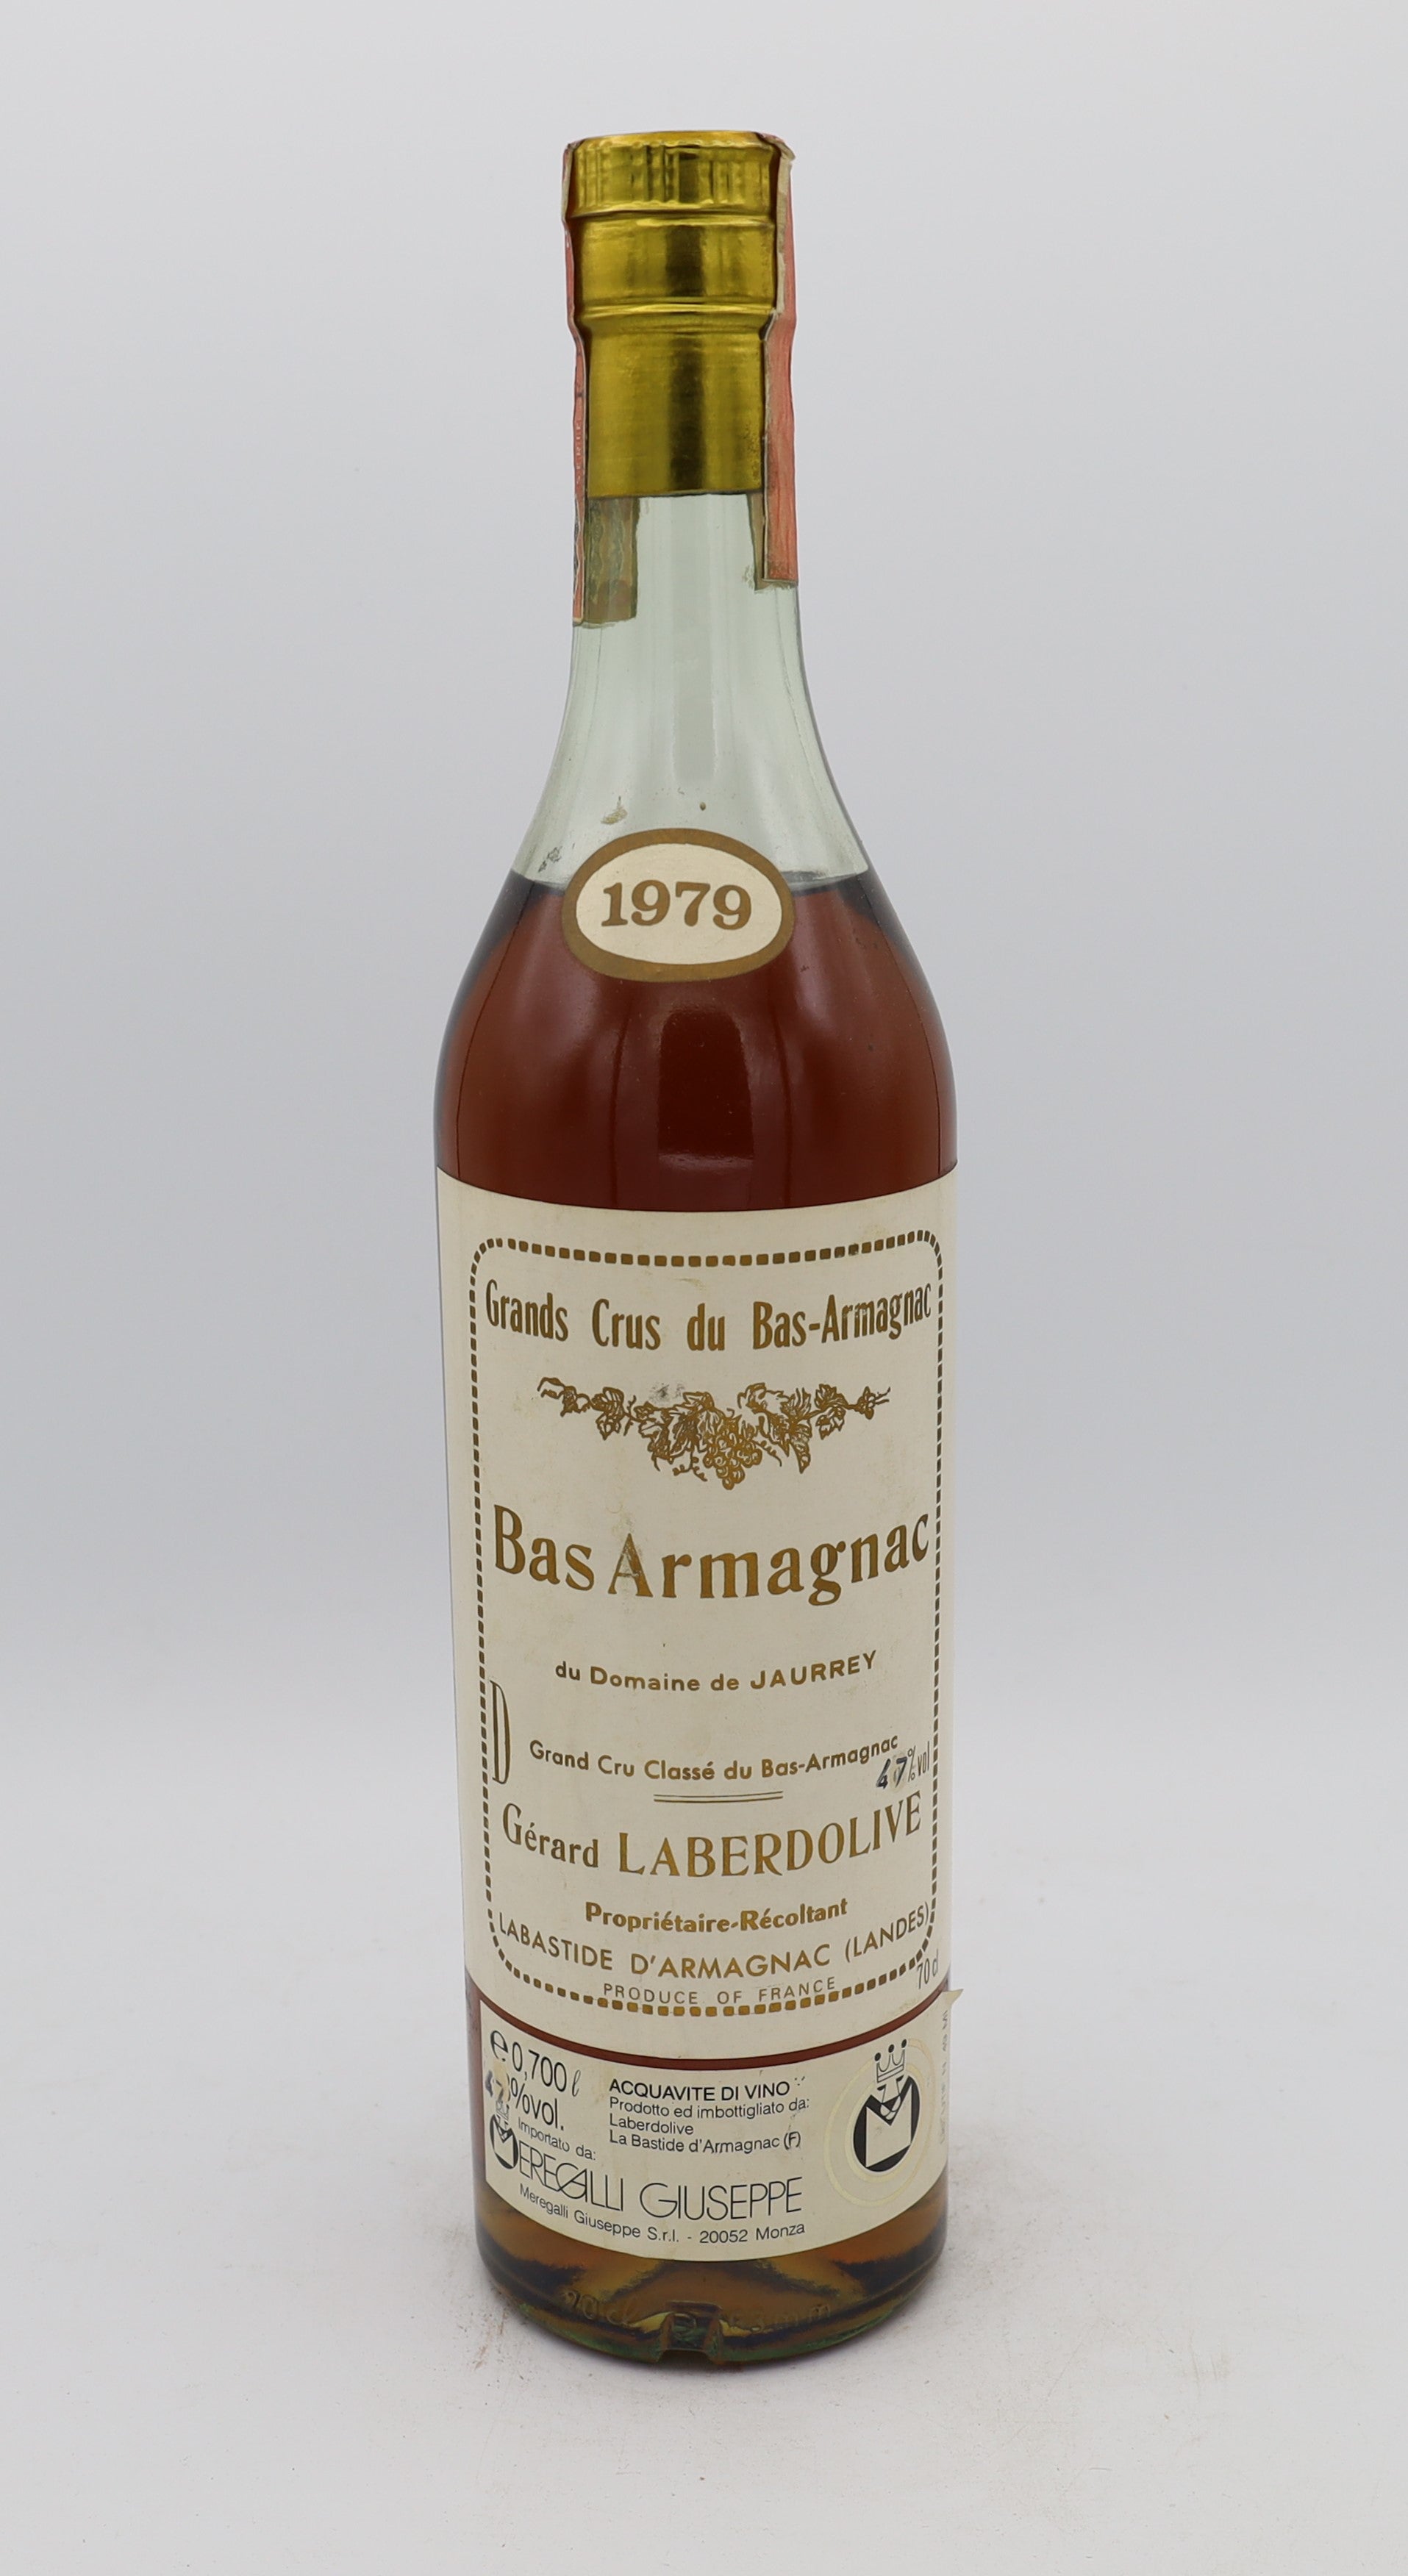 1979
Grands Crus du Bas-Armagnac
Bas Armagnac
du Domaine de JAURREY
D
Grand Cru Classé du Bas-Armagnac
47%vol
Gérard LABERDOLIVE
Propriétaire-Récoltant
LABASTIDE D'ARMAGNAC (LANDES)
PRODUCE OF FRANCE
70 cl
e 0,700 ℓ
%vol.
ACQUAVITE DI VINO
Prodotto ed imbottigliato da:
Laberdolive
La Bastide d'Armagnac (F)
Importato da:
MEREGALLI GIUSEPPE
Meregalli Giuseppe S.r.l. - 20052 Monza
70 cl